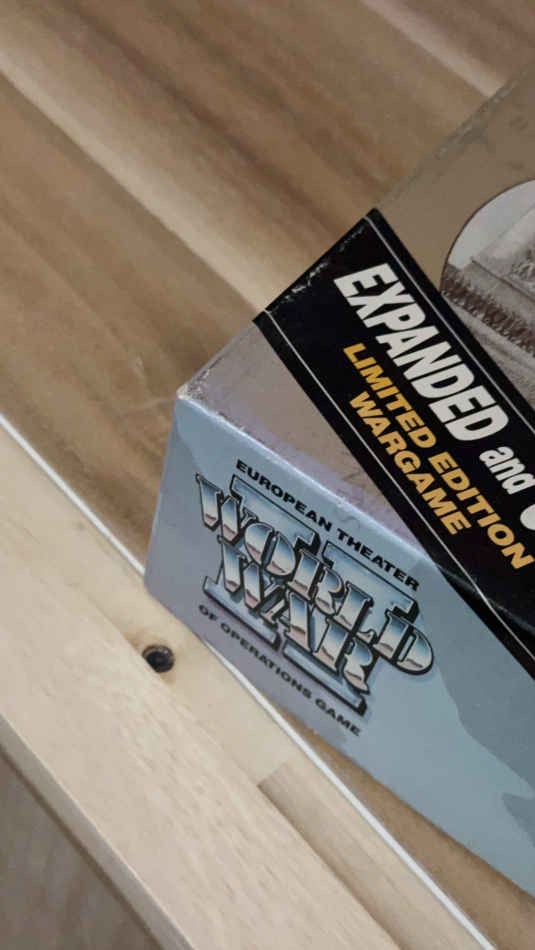 EXPANDED and
LIMITED EDITION
WARGAME
EUROPEAN THEATER
WORLD
WAR
II
OF OPERATIONS GAME